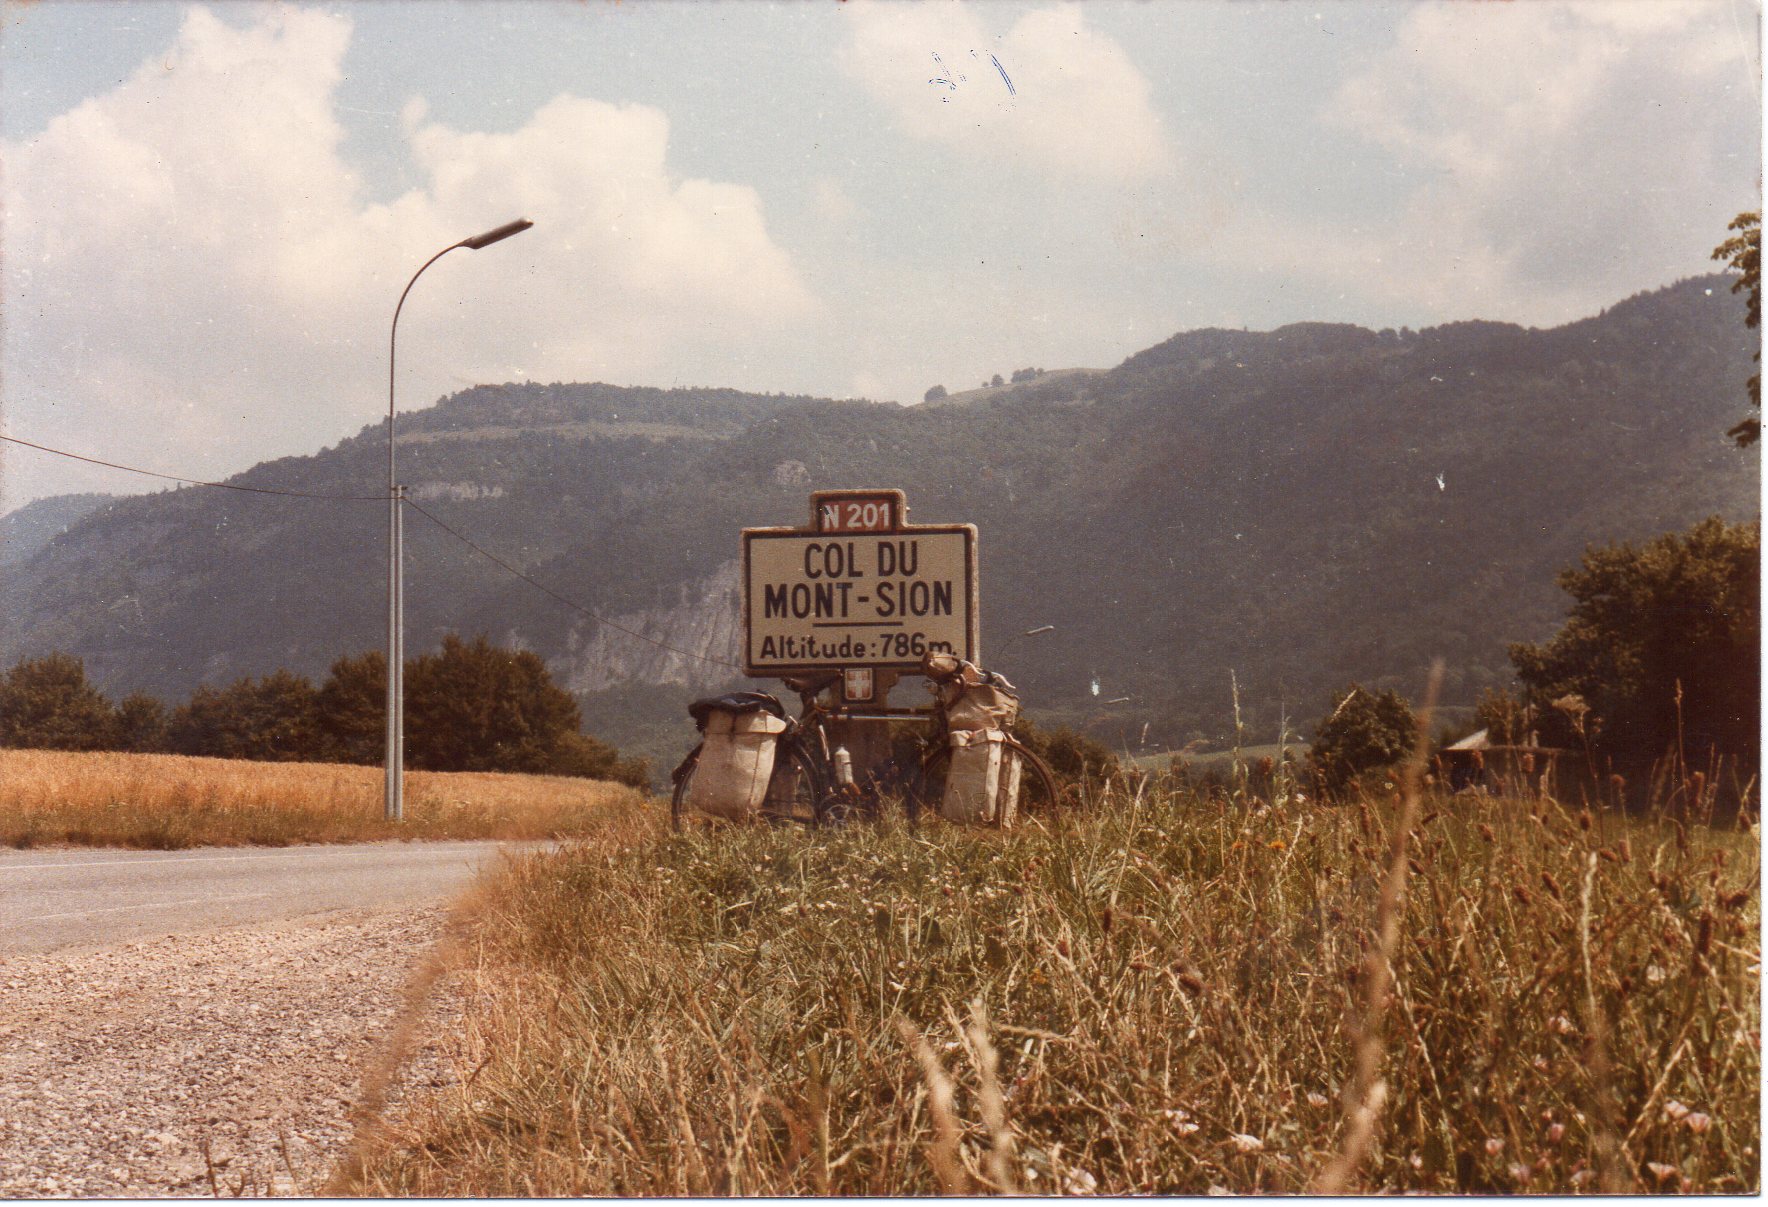 N 201
COL DU
MONT-SION
Altitude: 786m.